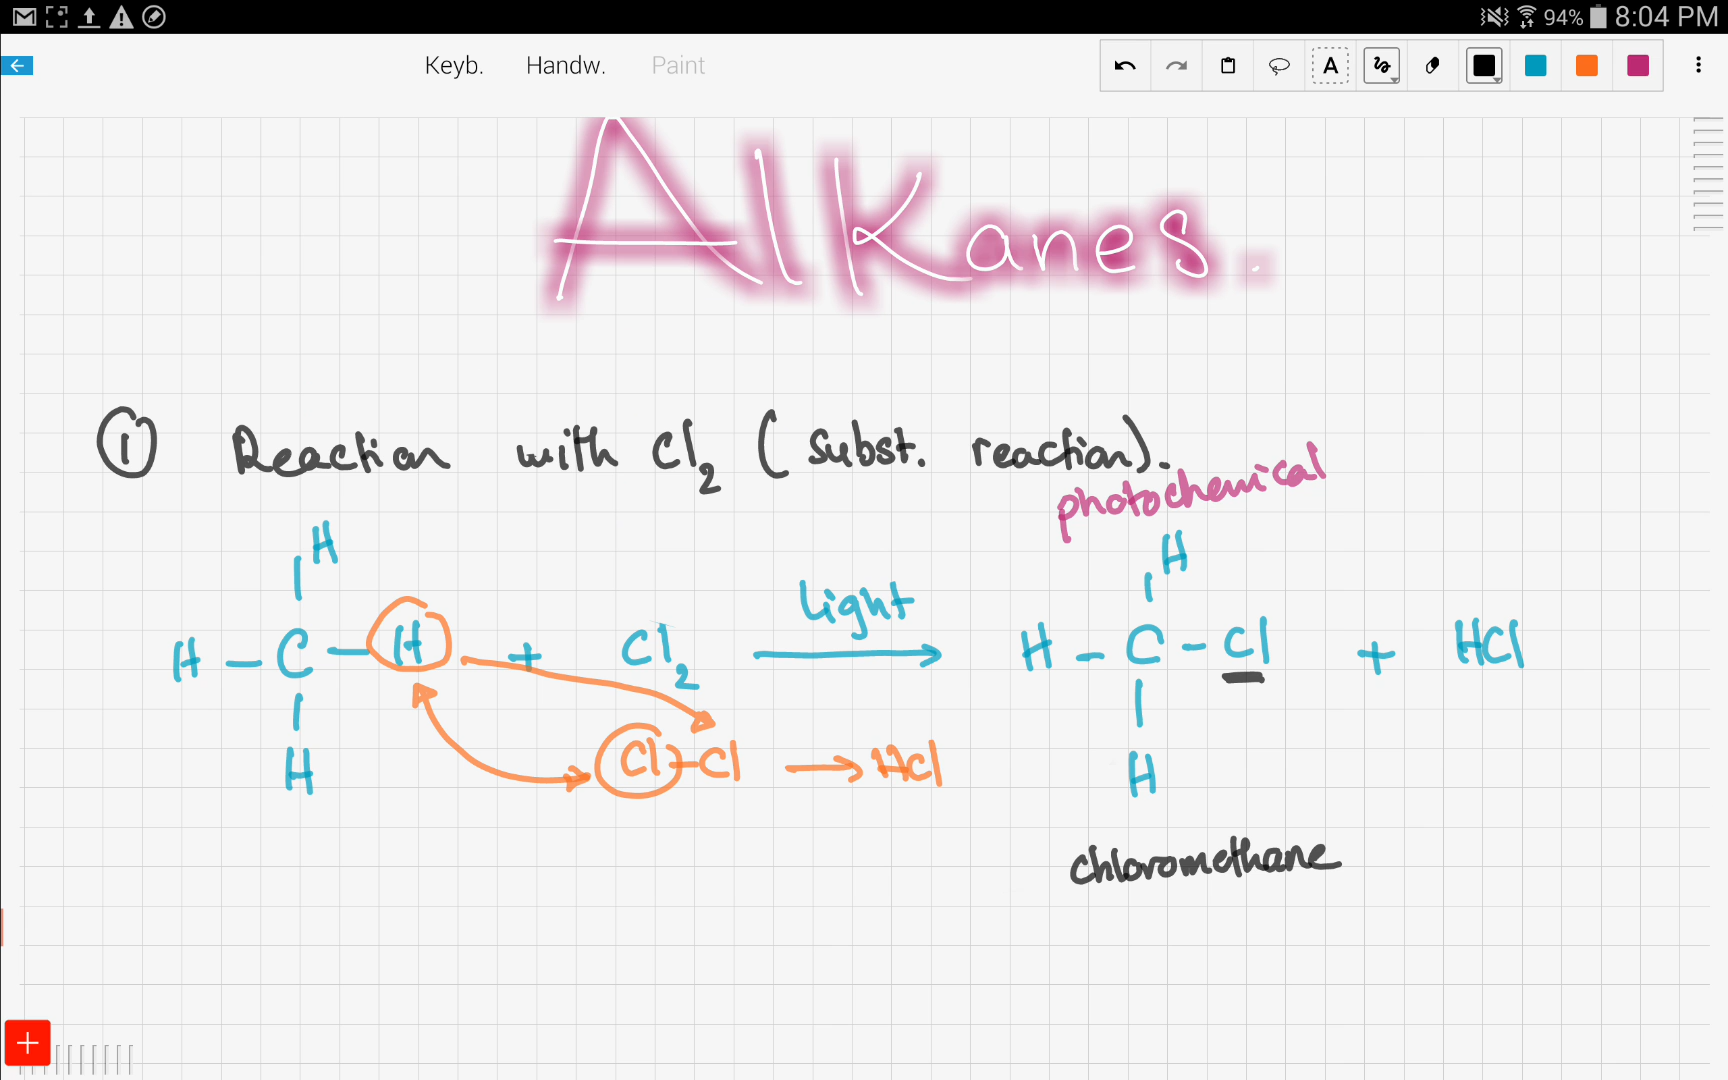 94% 8:04 PM
Keyb. Handw. Paint
A
Alkanes.
① Reaction with Cl₂ (subst. reaction).
photochemical
H H
H – C – H + Cl₂ Light → H – C – Cl + HCl
Cl–Cl → HCl
H H
chloromethane